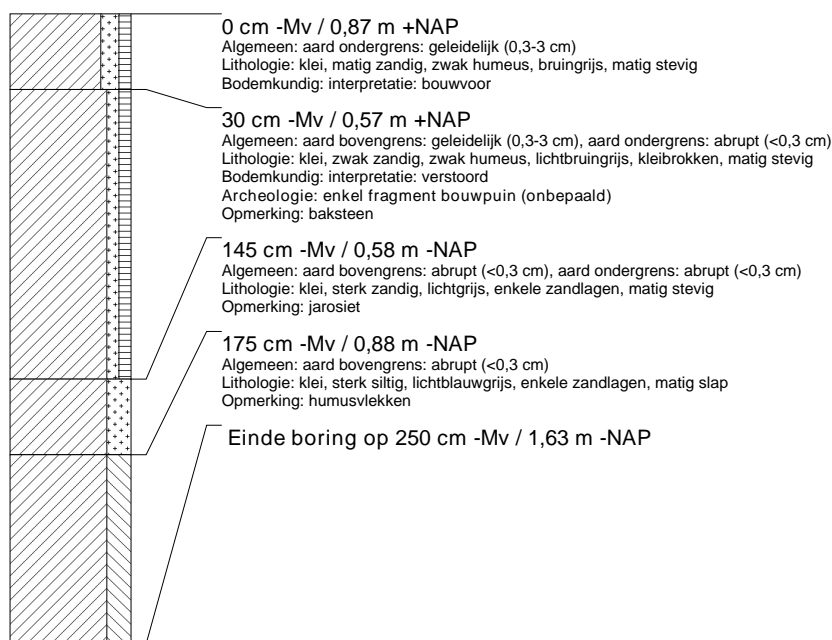 0 cm -Mv / 0,87 m +NAP
Algemeen: aard ondergrens: geleidelijk (0,3-3 cm)
Lithologie: klei, matig zandig, zwak humeus, bruingrijs, matig stevig
Bodemkundig: interpretatie: bouwvoor
30 cm -Mv / 0,57 m +NAP
Algemeen: aard bovengrens: geleidelijk (0,3-3 cm), aard ondergrens: abrupt (<0,3 cm)
Lithologie: klei, zwak zandig, zwak humeus, lichtbruingrijs, kleibrokken, matig stevig
Bodemkundig: interpretatie: verstoord
Archeologie: enkel fragment bouwpuin (onbepaald)
Opmerking: baksteen
145 cm -Mv / 0,58 m -NAP
Algemeen: aard bovengrens: abrupt (<0,3 cm), aard ondergrens: abrupt (<0,3 cm)
Lithologie: klei, sterk zandig, lichtgrijs, enkele zandlagen, matig stevig
Opmerking: jarosiet
175 cm -Mv / 0,88 m -NAP
Algemeen: aard bovengrens: abrupt (<0,3 cm)
Lithologie: klei, sterk siltig, lichtblauwgrijs, enkele zandlagen, matig slap
Opmerking: humusvlekken
Einde boring op 250 cm -Mv / 1,63 m -NAP